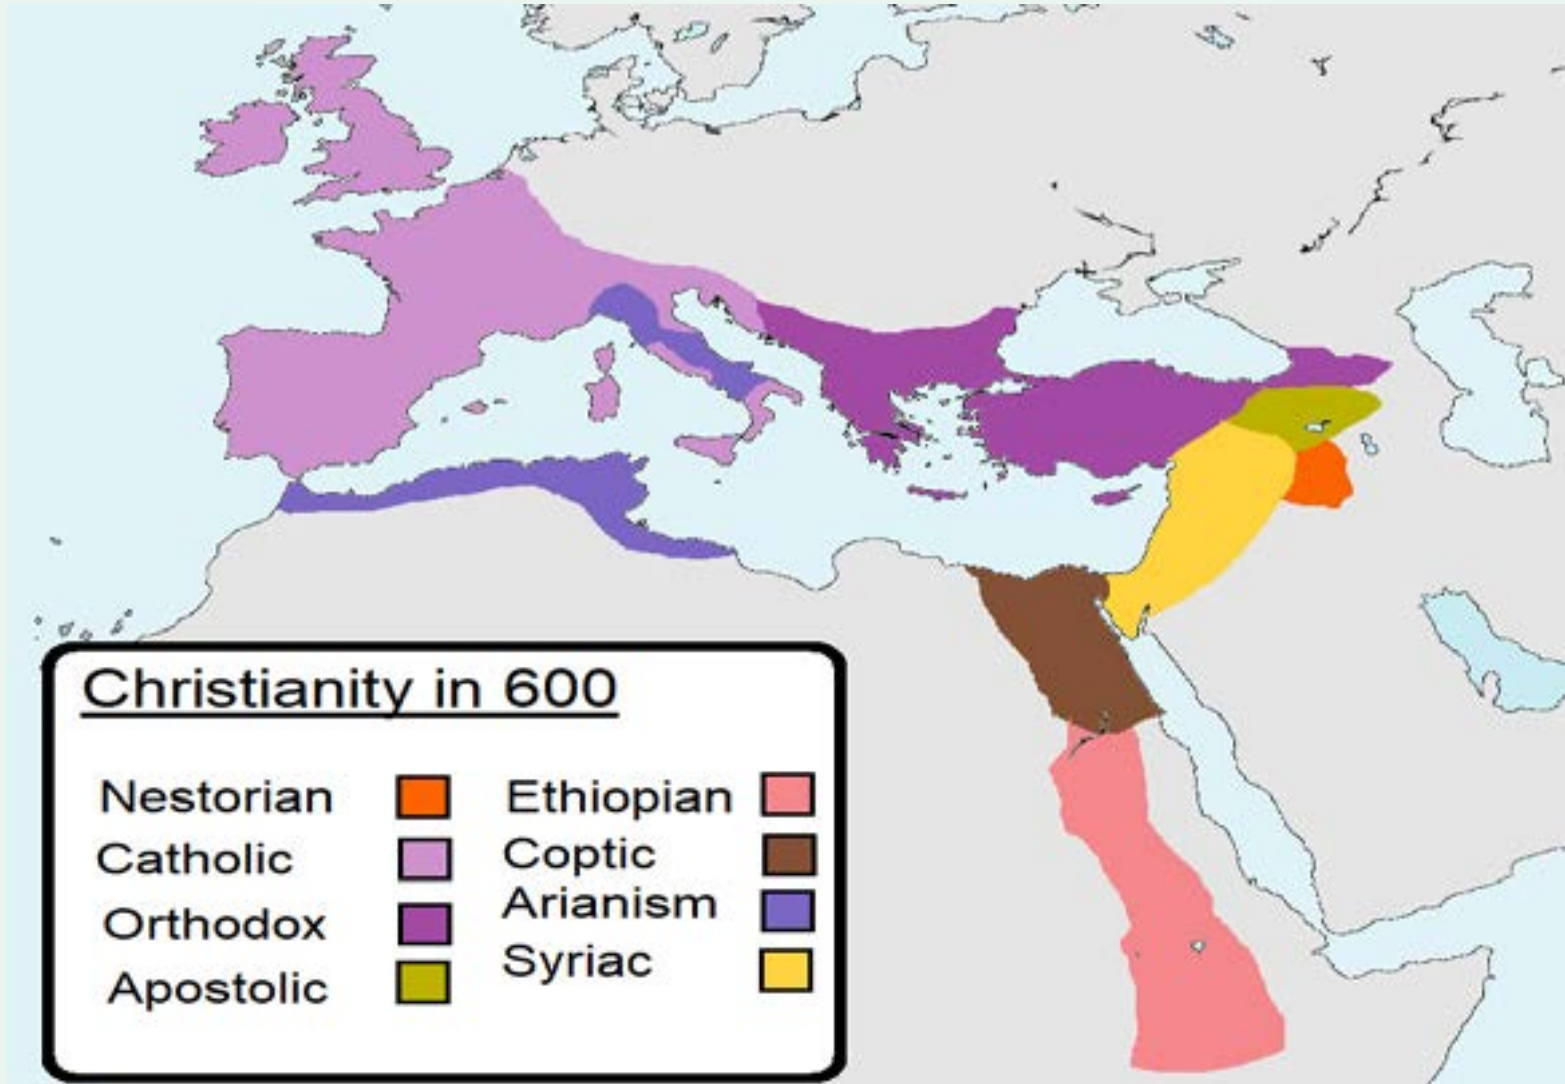 Christianity in 600
Nestorian
Catholic
Orthodox
Apostolic
Ethiopian
Coptic
Arianism
Syriac